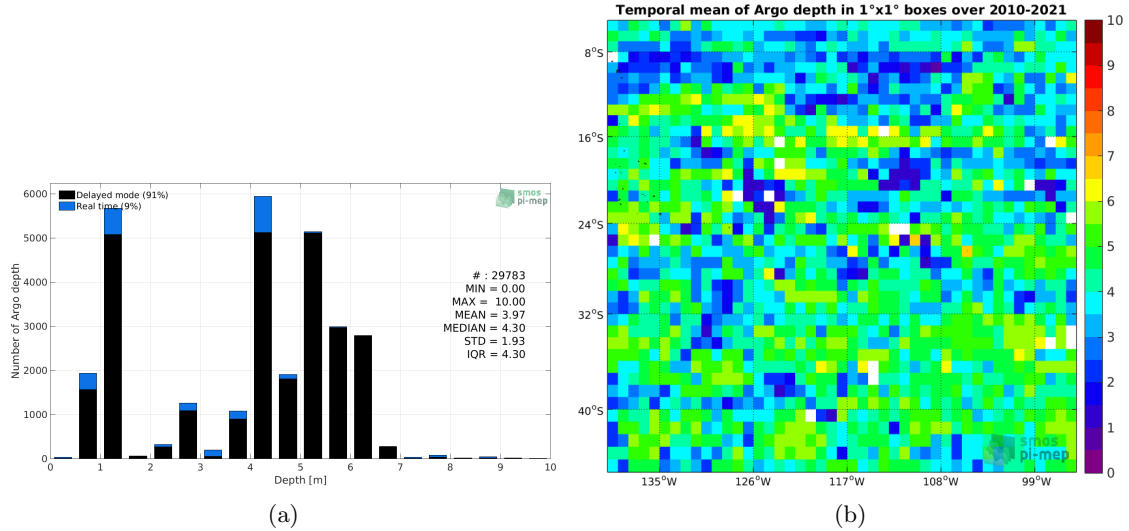 Delayed mode (91%)
Real time (9%)
smos
pi-mep
Number of Argo depth
6000
5000
4000
3000
2000
1000
0
# : 29783
MIN = 0.00
MAX = 10.00
MEAN = 3.97
MEDIAN = 4.30
STD = 1.93
IQR = 4.30
0 1 2 3 4 5 6 7 8 9 10
Depth [m]
(a)
Temporal mean of Argo depth in 1°x1° boxes over 2010-2021
8°S
16°S
24°S
32°S
40°S
135°W 126°W 117°W 108°W 99°W
smos
pi-mep
10
9
8
7
6
5
4
3
2
1
0
(b)